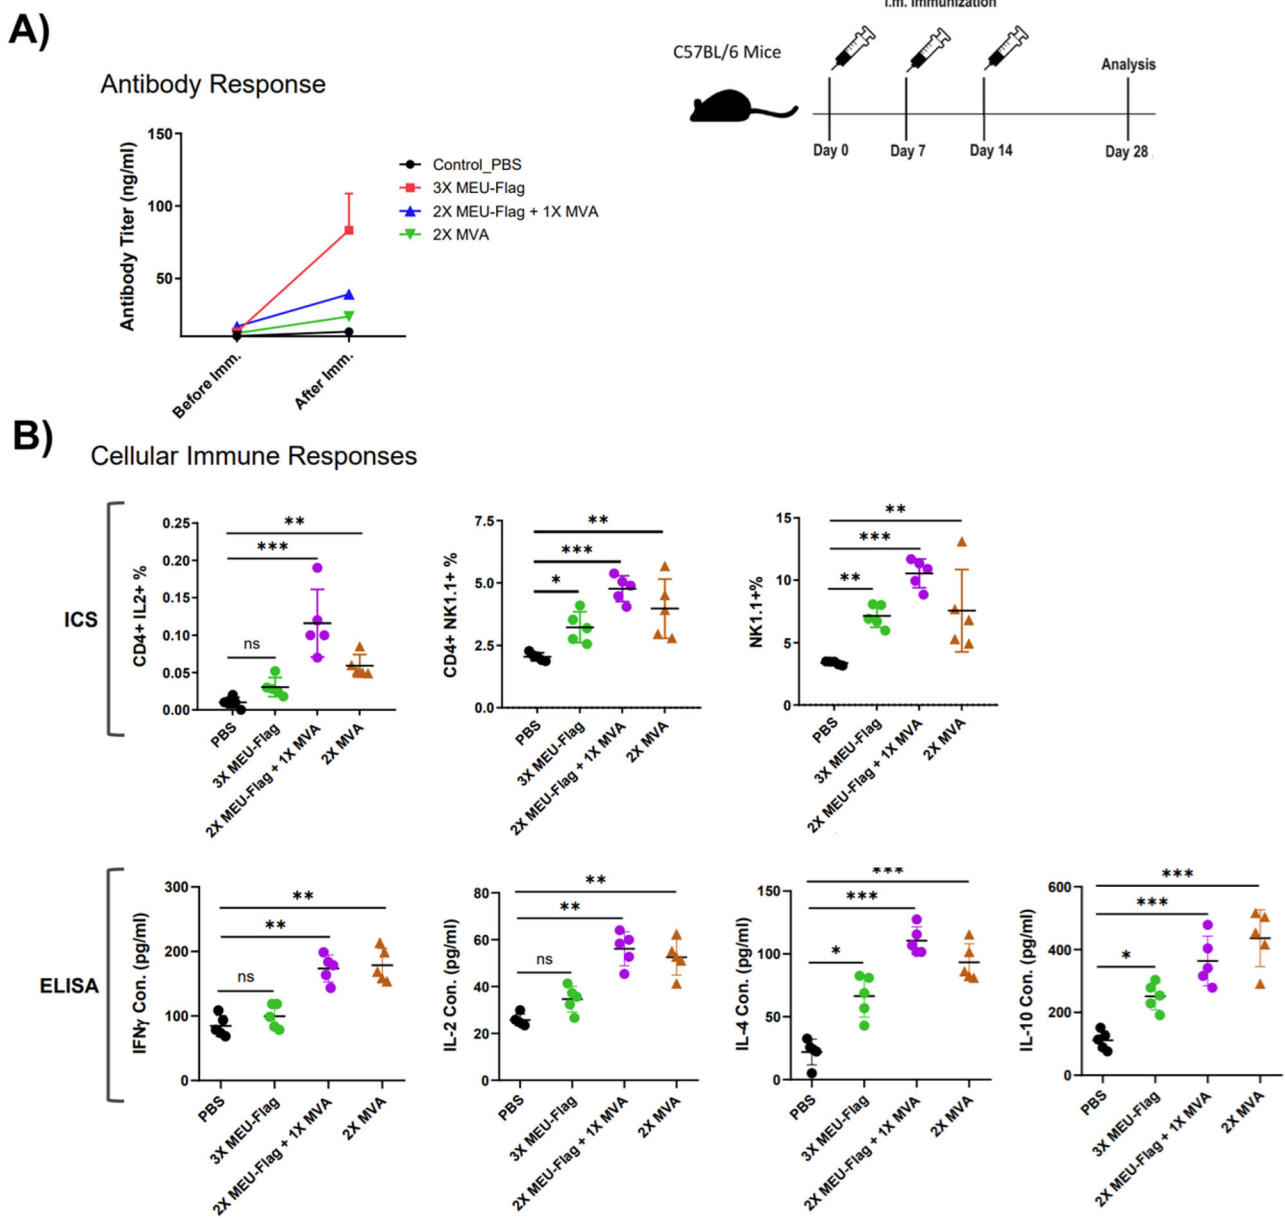 A)
i.m. Immunization
C57BL/6 Mice
Analysis
Day 0
Day 7
Day 14
Day 28
Antibody Response
Antibody Titer (ng/ml)
150
100
50
Before Imm.
After Imm.
Control_PBS
3X MEU-Flag
2X MEU-Flag + 1X MVA
2X MVA
B)
Cellular Immune Responses
ICS
CD4+ IL2+ %
0.25
0.20
0.15
0.10
0.05
0.00
**
***
ns
PBS
3X MEU-Flag
2X MEU-Flag + 1X MVA
2X MVA
CD4+ NK1.1+ %
7.5
5.0
2.5
0.0
**
***
*
PBS
3X MEU-Flag
2X MEU-Flag + 1X MVA
2X MVA
NK1.1+%
15
10
5
0
**
***
**
PBS
3X MEU-Flag
2X MEU-Flag + 1X MVA
2X MVA
ELISA
IFNγ Con. (pg/ml)
300
200
100
0
**
**
ns
PBS
3X MEU-Flag
2X MEU-Flag + 1X MVA
2X MVA
IL-2 Con. (pg/ml)
80
60
40
20
0
**
**
ns
PBS
3X MEU-Flag
2X MEU-Flag + 1X MVA
2X MVA
IL-4 Con. (pg/ml)
150
100
50
0
***
***
*
PBS
3X MEU-Flag
2X MEU-Flag + 1X MVA
2X MVA
IL-10 Con. (pg/ml)
600
400
200
0
***
***
*
PBS
3X MEU-Flag
2X MEU-Flag + 1X MVA
2X MVA